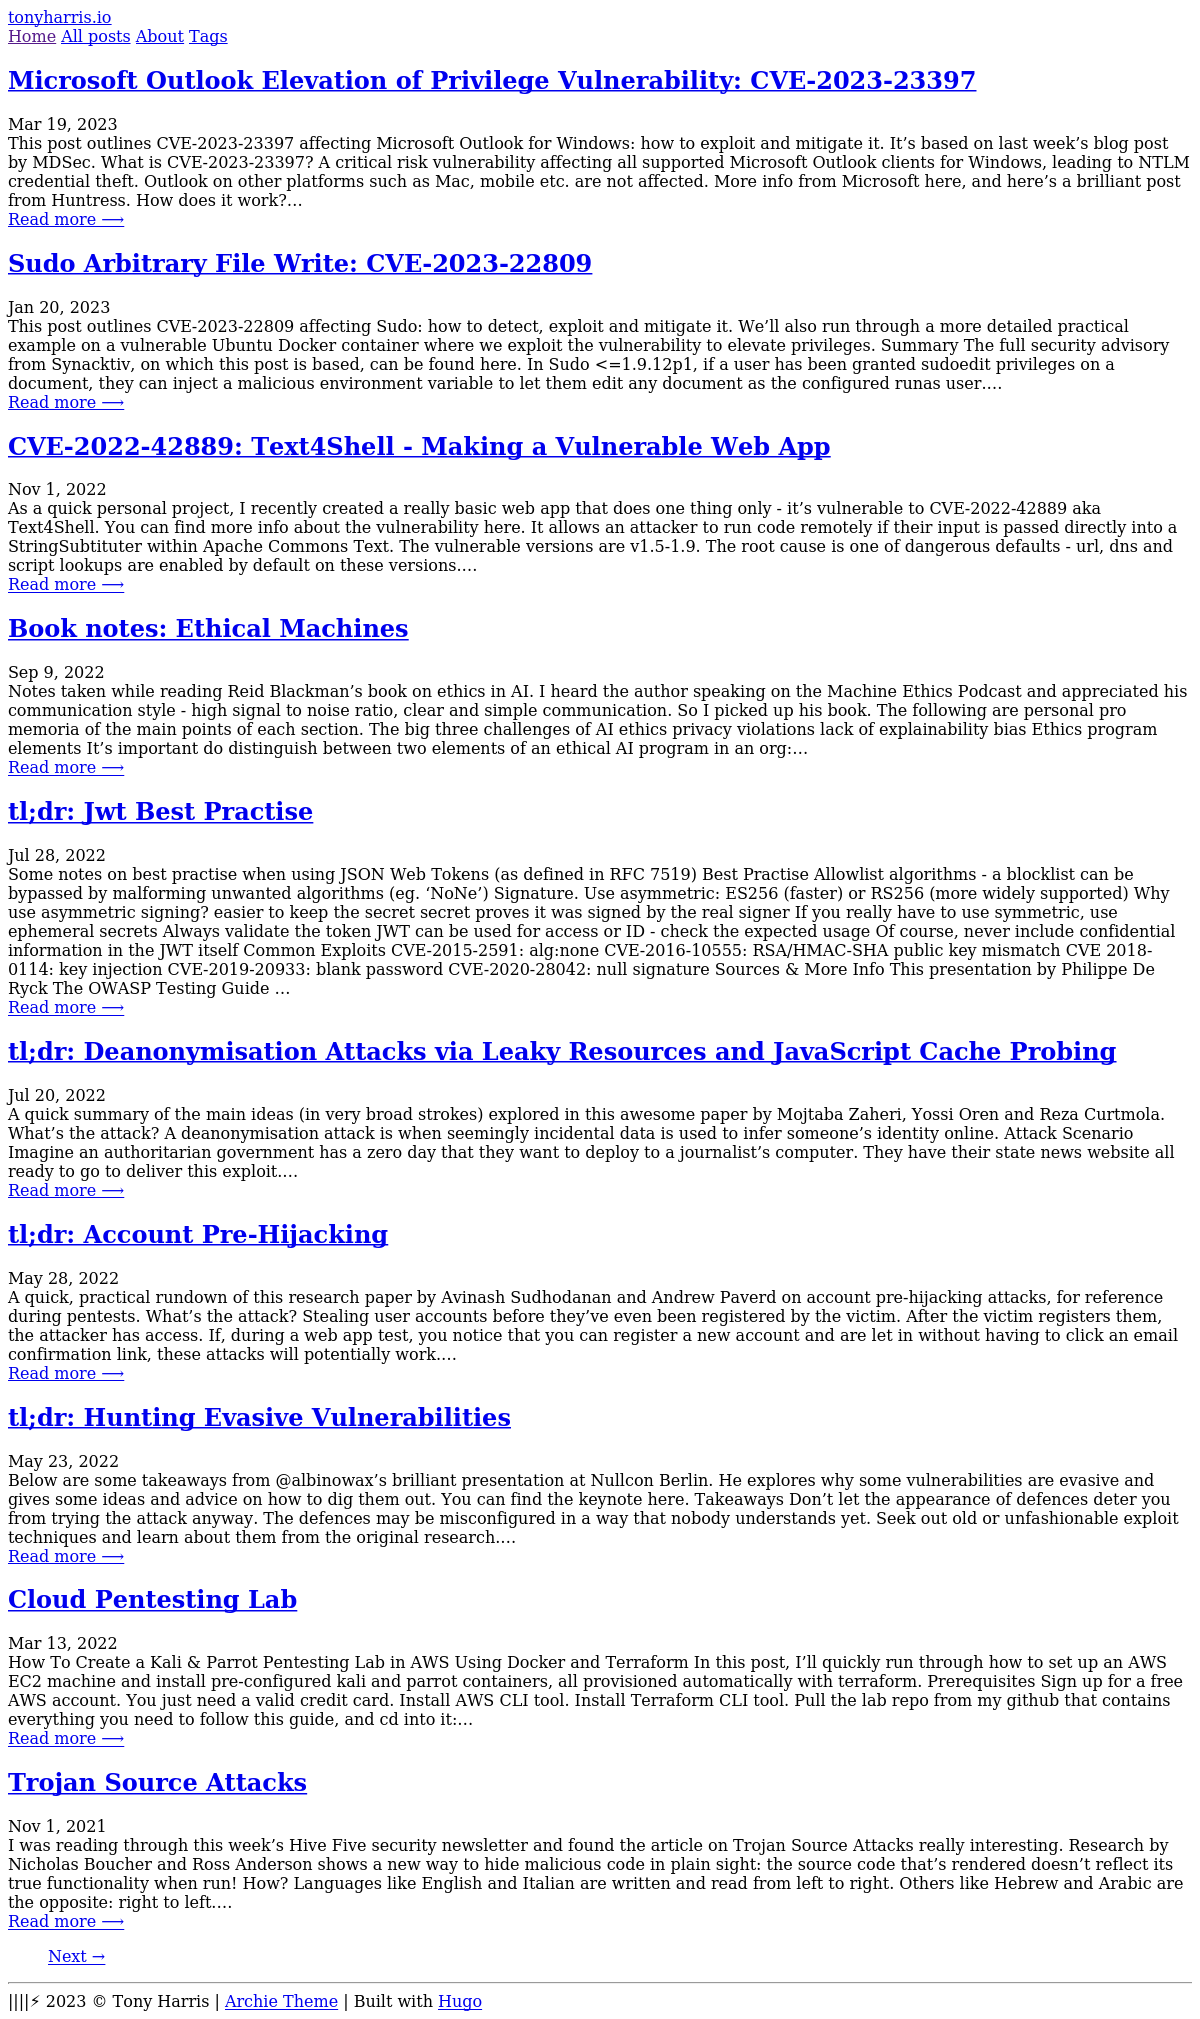 tonyharris.io
Home All posts About Tags
Microsoft Outlook Elevation of Privilege Vulnerability: CVE-2023-23397
Mar 19, 2023
This post outlines CVE-2023-23397 affecting Microsoft Outlook for Windows: how to exploit and mitigate it. It’s based on last week’s blog post
by MDSec. What is CVE-2023-23397? A critical risk vulnerability affecting all supported Microsoft Outlook clients for Windows, leading to NTLM
credential theft. Outlook on other platforms such as Mac, mobile etc. are not affected. More info from Microsoft here, and here’s a brilliant post
from Huntress. How does it work?…
Read more ⟶
Sudo Arbitrary File Write: CVE-2023-22809
Jan 20, 2023
This post outlines CVE-2023-22809 affecting Sudo: how to detect, exploit and mitigate it. We’ll also run through a more detailed practical
example on a vulnerable Ubuntu Docker container where we exploit the vulnerability to elevate privileges. Summary The full security advisory
from Synacktiv, on which this post is based, can be found here. In Sudo <=1.9.12p1, if a user has been granted sudoedit privileges on a
document, they can inject a malicious environment variable to let them edit any document as the configured runas user.…
Read more ⟶
CVE-2022-42889: Text4Shell - Making a Vulnerable Web App
Nov 1, 2022
As a quick personal project, I recently created a really basic web app that does one thing only - it’s vulnerable to CVE-2022-42889 aka
Text4Shell. You can find more info about the vulnerability here. It allows an attacker to run code remotely if their input is passed directly into a
StringSubtituter within Apache Commons Text. The vulnerable versions are v1.5-1.9. The root cause is one of dangerous defaults - url, dns and
script lookups are enabled by default on these versions.…
Read more ⟶
Book notes: Ethical Machines
Sep 9, 2022
Notes taken while reading Reid Blackman’s book on ethics in AI. I heard the author speaking on the Machine Ethics Podcast and appreciated his
communication style - high signal to noise ratio, clear and simple communication. So I picked up his book. The following are personal pro
memoria of the main points of each section. The big three challenges of AI ethics privacy violations lack of explainability bias Ethics program
elements It’s important do distinguish between two elements of an ethical AI program in an org:…
Read more ⟶
tl;dr: Jwt Best Practise
Jul 28, 2022
Some notes on best practise when using JSON Web Tokens (as defined in RFC 7519) Best Practise Allowlist algorithms - a blocklist can be
bypassed by malforming unwanted algorithms (eg. ‘NoNe’) Signature. Use asymmetric: ES256 (faster) or RS256 (more widely supported) Why
use asymmetric signing? easier to keep the secret secret proves it was signed by the real signer If you really have to use symmetric, use
ephemeral secrets Always validate the token JWT can be used for access or ID - check the expected usage Of course, never include confidential
information in the JWT itself Common Exploits CVE-2015-2591: alg:none CVE-2016-10555: RSA/HMAC-SHA public key mismatch CVE 2018-
0114: key injection CVE-2019-20933: blank password CVE-2020-28042: null signature Sources & More Info This presentation by Philippe De
Ryck The OWASP Testing Guide …
Read more ⟶
tl;dr: Deanonymisation Attacks via Leaky Resources and JavaScript Cache Probing
Jul 20, 2022
A quick summary of the main ideas (in very broad strokes) explored in this awesome paper by Mojtaba Zaheri, Yossi Oren and Reza Curtmola.
What’s the attack? A deanonymisation attack is when seemingly incidental data is used to infer someone’s identity online. Attack Scenario
Imagine an authoritarian government has a zero day that they want to deploy to a journalist’s computer. They have their state news website all
ready to go to deliver this exploit.…
Read more ⟶
tl;dr: Account Pre-Hijacking
May 28, 2022
A quick, practical rundown of this research paper by Avinash Sudhodanan and Andrew Paverd on account pre-hijacking attacks, for reference
during pentests. What’s the attack? Stealing user accounts before they’ve even been registered by the victim. After the victim registers them,
the attacker has access. If, during a web app test, you notice that you can register a new account and are let in without having to click an email
confirmation link, these attacks will potentially work.…
Read more ⟶
tl;dr: Hunting Evasive Vulnerabilities
May 23, 2022
Below are some takeaways from @albinowax’s brilliant presentation at Nullcon Berlin. He explores why some vulnerabilities are evasive and
gives some ideas and advice on how to dig them out. You can find the keynote here. Takeaways Don’t let the appearance of defences deter you
from trying the attack anyway. The defences may be misconfigured in a way that nobody understands yet. Seek out old or unfashionable exploit
techniques and learn about them from the original research.…
Read more ⟶
Cloud Pentesting Lab
Mar 13, 2022
How To Create a Kali & Parrot Pentesting Lab in AWS Using Docker and Terraform In this post, I’ll quickly run through how to set up an AWS
EC2 machine and install pre-configured kali and parrot containers, all provisioned automatically with terraform. Prerequisites Sign up for a free
AWS account. You just need a valid credit card. Install AWS CLI tool. Install Terraform CLI tool. Pull the lab repo from my github that contains
everything you need to follow this guide, and cd into it:…
Read more ⟶
Trojan Source Attacks
Nov 1, 2021
I was reading through this week’s Hive Five security newsletter and found the article on Trojan Source Attacks really interesting. Research by
Nicholas Boucher and Ross Anderson shows a new way to hide malicious code in plain sight: the source code that’s rendered doesn’t reflect its
true functionality when run! How? Languages like English and Italian are written and read from left to right. Others like Hebrew and Arabic are
the opposite: right to left.…
Read more ⟶
Next →
||||⚡ 2023 © Tony Harris | Archie Theme | Built with Hugo